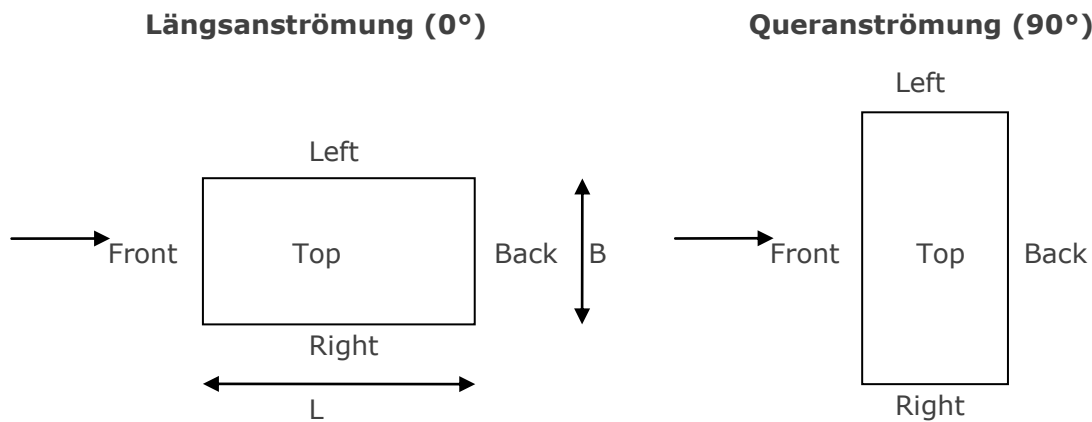 Längsanströmung (0°)
Left
Front Top Back B
Right
L
Queranströmung (90°)
Left
Front Top Back
Right